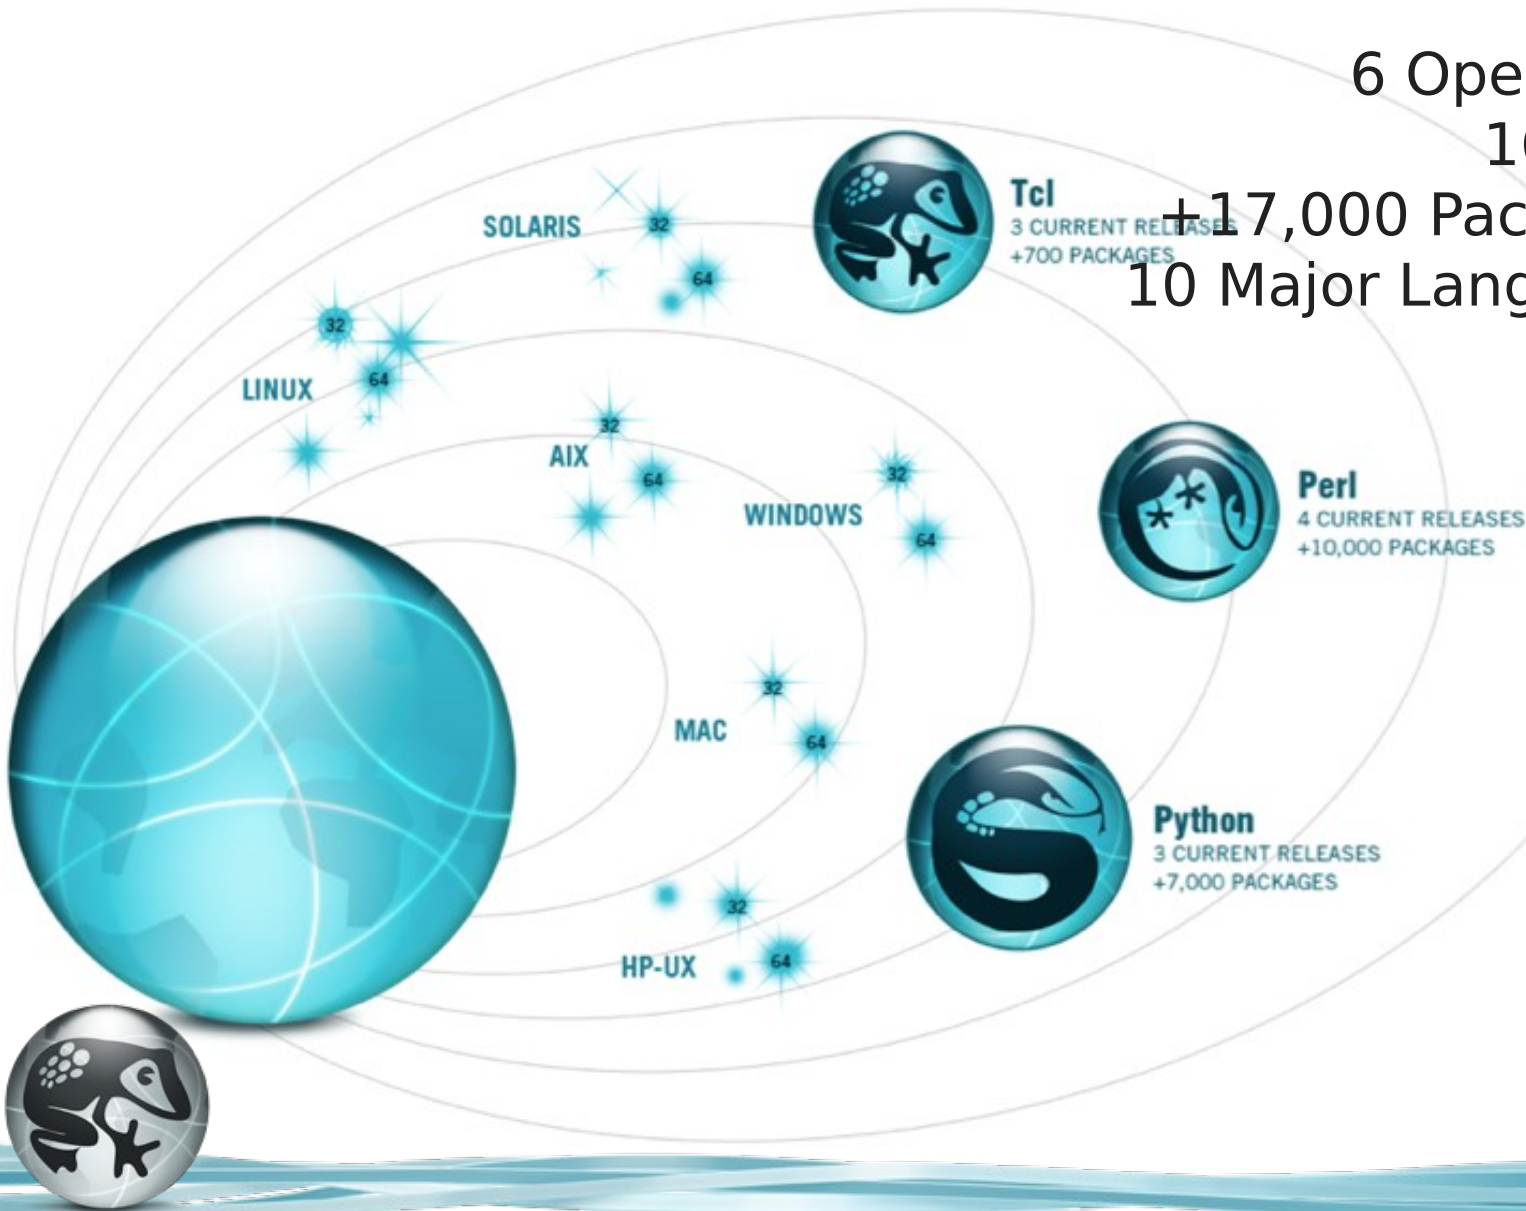 6 Ope
10
+17,000 Pac
10 Major Lang
Tcl
3 CURRENT RELEASES
+700 PACKAGES
SOLARIS
32
64
32
64
LINUX
32
AIX
64
WINDOWS
32
64
Perl
4 CURRENT RELEASES
+10,000 PACKAGES
32
MAC
64
Python
3 CURRENT RELEASES
+7,000 PACKAGES
32
HP-UX
64